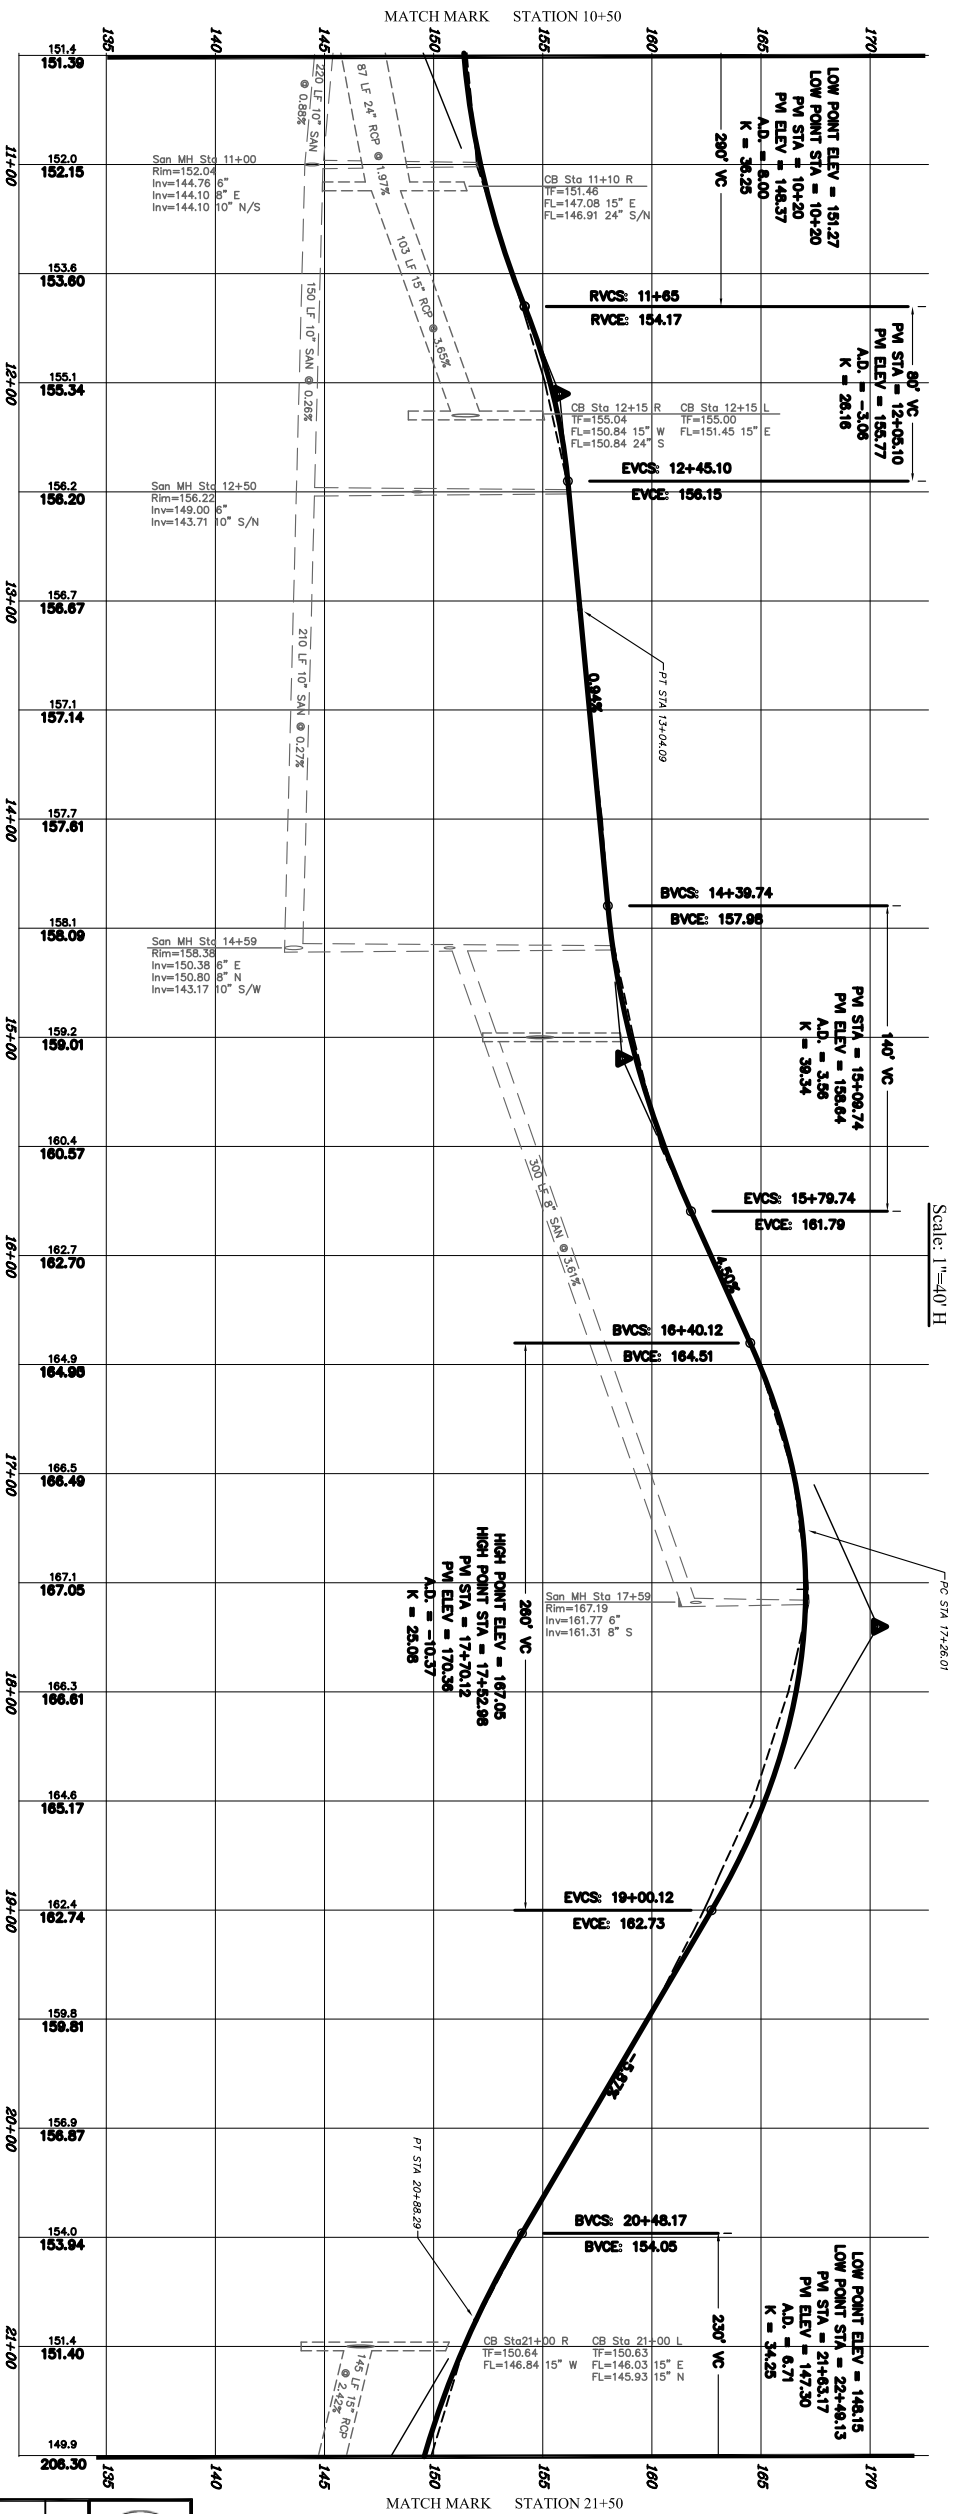 MATCH MARK STATION 10+50
135
140
145
150
155
160
165
170
LOW POINT ELEV = 151.27
LOW POINT STA = 10+20
PVI STA = 10+20
PVI ELEV = 148.37
A.D. = 8.00
K = 36.25
290' VC
RVCS: 11+65
RVCE: 154.17
PVI STA = 12+05.10
PVI ELEV = 155.77
A.D. = -3.06
K = 26.16
80' VC
EVCS: 12+45.10
EVCE: 156.15
PT STA 13+04.09
0.94%
BVCS: 14+39.74
BVCE: 157.98
140' VC
PVI STA = 15+09.74
PVI ELEV = 158.64
A.D. = 3.56
K = 39.34
EVCS: 15+79.74
EVCE: 161.79
Scale: 1"=40' H
4.50%
BVCS: 16+40.12
BVCE: 164.51
PC STA 17+26.01
260' VC
HIGH POINT ELEV = 167.05
HIGH POINT STA = 17+52.98
PVI STA = 17+70.12
PVI ELEV = 170.36
A.D. = -10.37
K = 25.08
EVCS: 19+00.12
EVCE: 162.73
-5.87%
PT STA 20+88.29
BVCS: 20+48.17
BVCE: 154.05
230' VC
LOW POINT ELEV = 148.15
LOW POINT STA = 22+49.13
PVI STA = 21+63.17
PVI ELEV = 147.30
A.D. = 6.71
K = 34.25
220 LF 10" SAN
@ 0.88%
87 LF 24" RCP @ 1.97%
103 LF 15" RCP @ 3.65%
150 LF 10" SAN @ 0.26%
210 LF 10" SAN @ 0.27%
300 LF 8" SAN @ 3.61%
145 LF 15" RCP
@ 2.42%
San MH Sta 11+00
Rim=152.04
Inv=144.76 6"
Inv=144.10 8" E
Inv=144.10 10" N/S
CB Sta 11+10 R
TF=151.46
FL=147.08 15" E
FL=146.91 24" S/N
CB Sta 12+15 R
TF=155.04
FL=150.84 15" W
FL=150.84 24" S
CB Sta 12+15 L
TF=155.00
FL=151.45 15" E
San MH Sta 12+50
Rim=156.22
Inv=149.00 6"
Inv=143.71 10" S/N
San MH Sta 14+59
Rim=158.38
Inv=150.38 6" E
Inv=150.80 8" N
Inv=143.17 10" S/W
San MH Sta 17+59
Rim=167.19
Inv=161.77 6"
Inv=161.31 8" S
CB Sta21+00 R
TF=150.64
FL=146.84 15" W
CB Sta 21+00 L
TF=150.63
FL=146.03 15" E
FL=145.93 15" N
151.4
151.39
152.0
152.15
11+00
153.6
153.60
155.1
155.34
12+00
156.2
156.20
156.7
156.67
13+00
157.1
157.14
157.7
157.61
14+00
158.1
158.09
159.2
159.01
15+00
160.4
160.57
162.7
162.70
16+00
164.9
164.95
166.5
166.49
17+00
167.1
167.05
166.3
166.61
18+00
164.6
165.17
162.4
162.74
19+00
159.8
159.81
156.9
156.87
20+00
154.0
153.94
151.4
151.40
21+00
149.9
206.30
135
140
145
150
155
160
165
170
MATCH MARK STATION 21+50